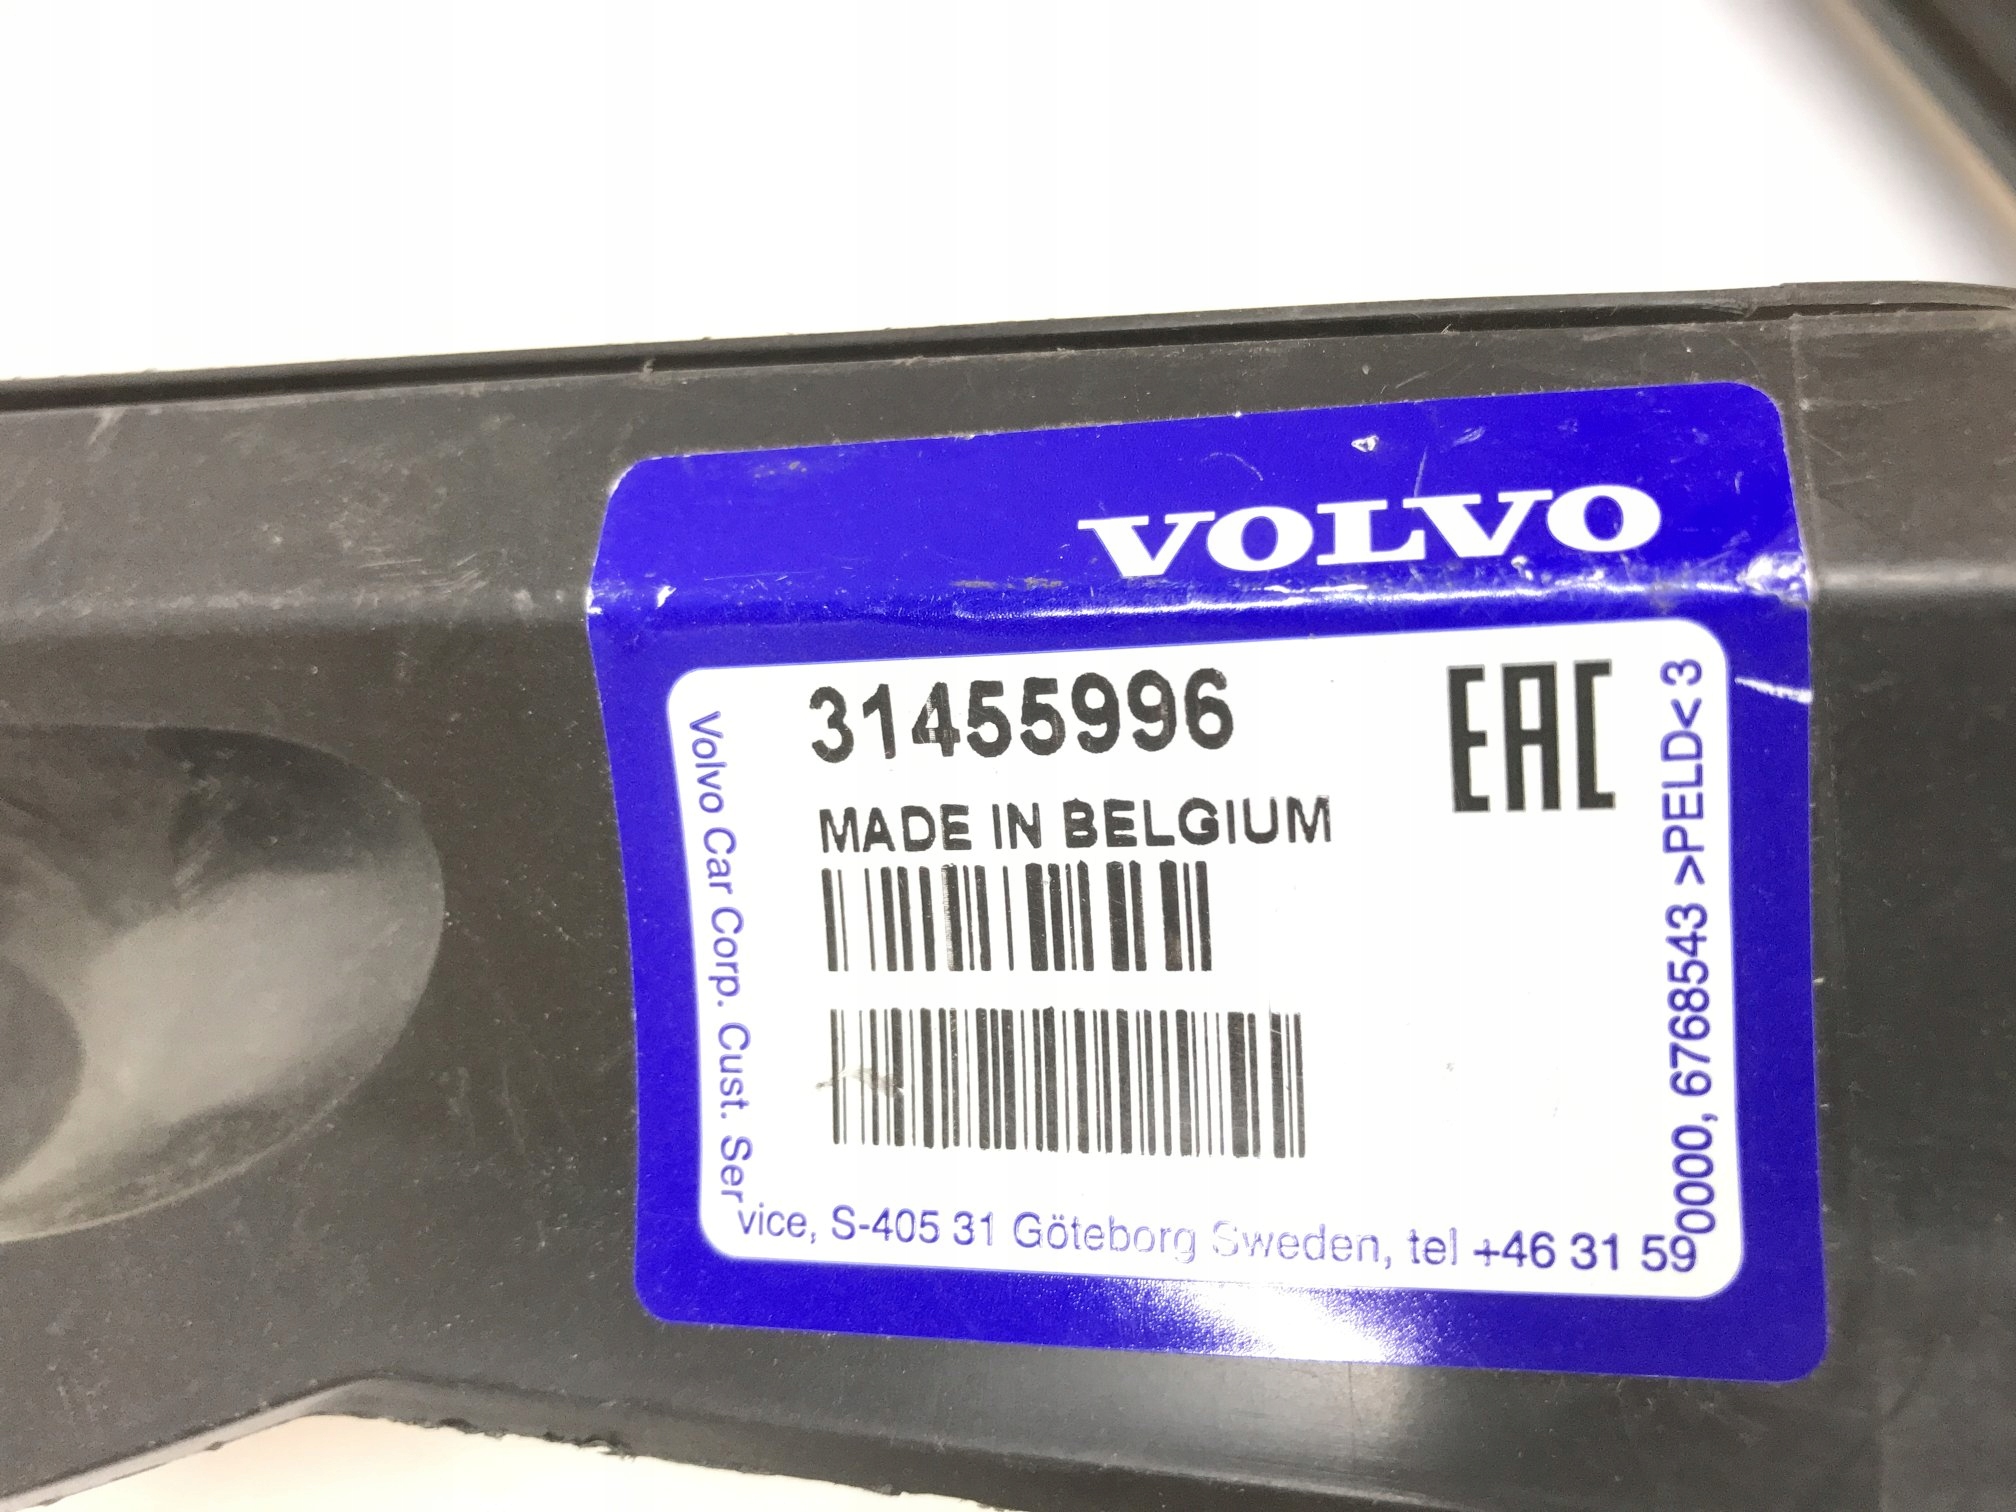 VOLVO
31455996
EAC
MADE IN BELGIUM
Volvo Car Corp. Cust. Service, S-405 31 Göteborg Sweden, tel +46 31 590000, 6768543 >PELD< 3